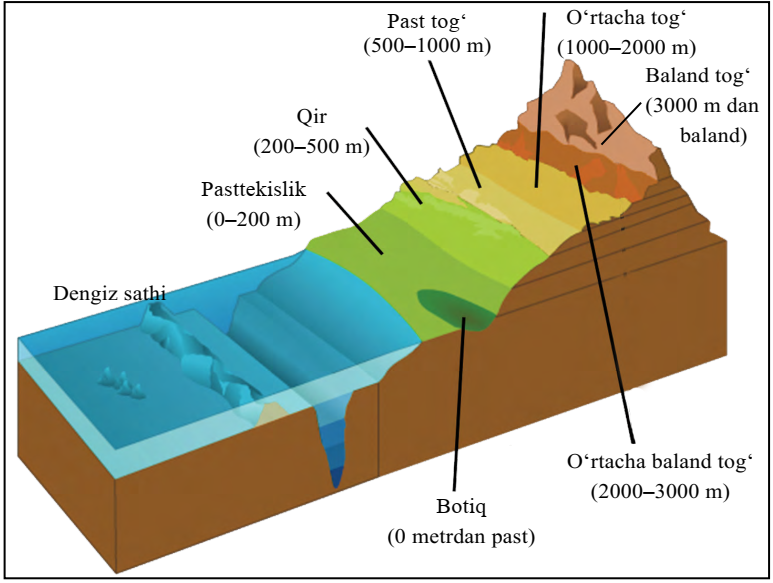 Past tog‘
(500–1000 m)
O‘rtacha tog‘
(1000–2000 m)
Baland tog‘
(3000 m dan
baland)
Qir
(200–500 m)
Pasttekislik
(0–200 m)
Dengiz sathi
O‘rtacha baland tog‘
(2000–3000 m)
Botiq
(0 metrdan past)